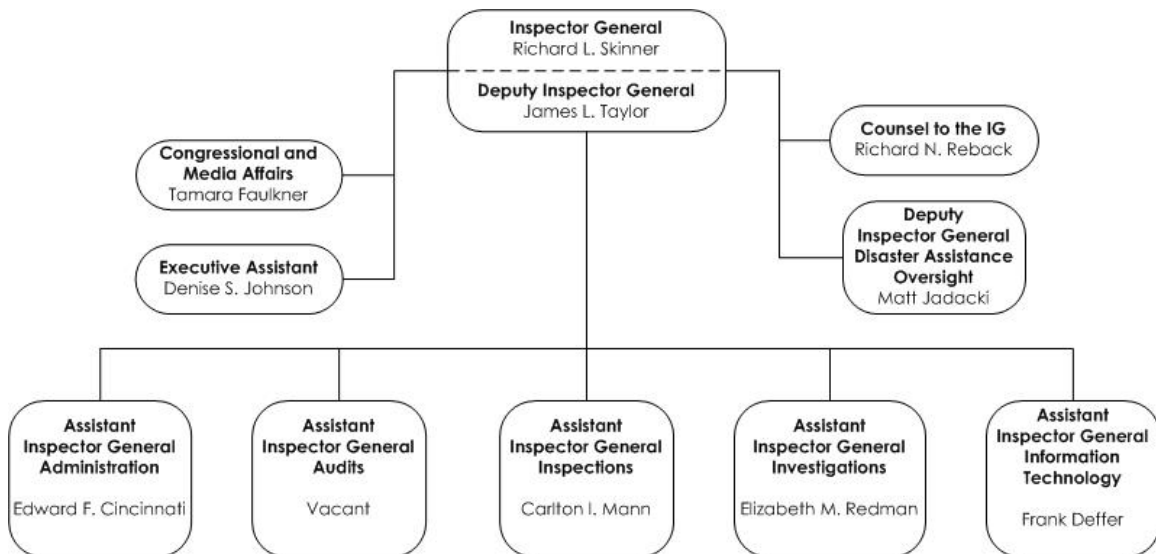 Inspector General
Richard L. Skinner
Deputy Inspector General
James L. Taylor
Congressional and
Media Affairs
Tamara Faulkner
Executive Assistant
Denise S. Johnson
Counsel to the IG
Richard N. Reback
Deputy
Inspector General
Disaster Assistance
Oversight
Matt Jadacki
Assistant
Inspector General
Administration
Edward F. Cincinnati
Assistant
Inspector General
Audits
Vacant
Assistant
Inspector General
Inspections
Carlton I. Mann
Assistant
Inspector General
Investigations
Elizabeth M. Redman
Assistant
Inspector General
Information
Technology
Frank Deffer